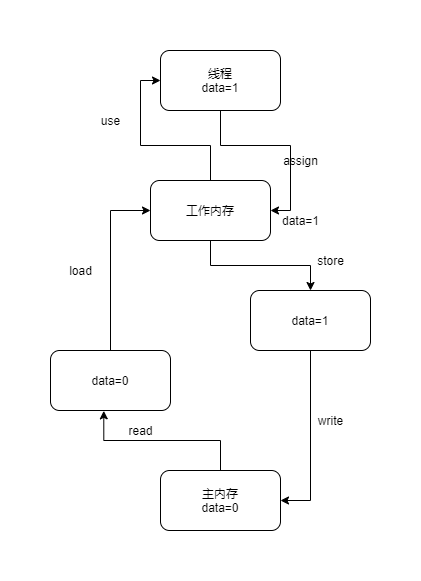 线程
data=1
use
assign
工作内存
data=1
store
load
data=1
data=0
write
read
主内存
data=0